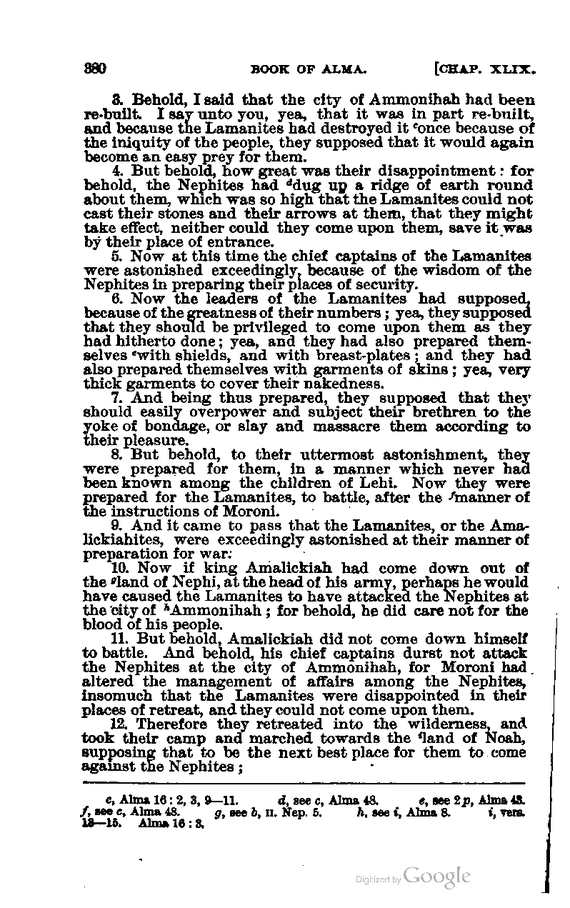 380 BOOK OF ALMA. [CHAP. XLIX.
3. Behold, I said that the city of Ammonihah had been
re-built. I say unto you, yea, that it was in part re-built,
and because the Lamanites had destroyed it ᶜonce because of
the iniquity of the people, they supposed that it would again
become an easy prey for them.
4. But behold, how great was their disappointment: for
behold, the Nephites had ᵈdug up a ridge of earth round
about them, which was so high that the Lamanites could not
cast their stones and their arrows at them, that they might
take effect, neither could they come upon them, save it was
by their place of entrance.
5. Now at this time the chief captains of the Lamanites
were astonished exceedingly, because of the wisdom of the
Nephites in preparing their places of security.
6. Now the leaders of the Lamanites had supposed,
because of the greatness of their numbers; yea, they supposed
that they should be privileged to come upon them as they
had hitherto done; yea, and they had also prepared them-
selves ᵉwith shields, and with breast-plates; and they had
also prepared themselves with garments of skins; yea, very
thick garments to cover their nakedness.
7. And being thus prepared, they supposed that they
should easily overpower and subject their brethren to the
yoke of bondage, or slay and massacre them according to
their pleasure.
8. But behold, to their uttermost astonishment, they
were prepared for them, in a manner which never had
been known among the children of Lehi. Now they were
prepared for the Lamanites, to battle, after the ᶠmanner of
the instructions of Moroni.
9. And it came to pass that the Lamanites, or the Ama-
lickiahites, were exceedingly astonished at their manner of
preparation for war.
10. Now if king Amalickiah had come down out of
the ᵍland of Nephi, at the head of his army, perhaps he would
have caused the Lamanites to have attacked the Nephites at
the city of ʰAmmonihah; for behold, he did care not for the
blood of his people.
11. But behold, Amalickiah did not come down himself
to battle. And behold, his chief captains durst not attack
the Nephites at the city of Ammonihah, for Moroni had
altered the management of affairs among the Nephites,
insomuch that the Lamanites were disappointed in their
places of retreat, and they could not come upon them.
12. Therefore they retreated into the wilderness, and
took their camp and marched towards the ⁱland of Noah,
supposing that to be the next best place for them to come
against the Nephites;
c, Alma 16: 2, 3, 9—11. d, see c, Alma 48. e, see 2 p, Alma 43.
f, see c, Alma 48. g, see b, II. Nep. 5. h, see i, Alma 8. i, vers.
13—15. Alma 16: 3.
Digitized by Google